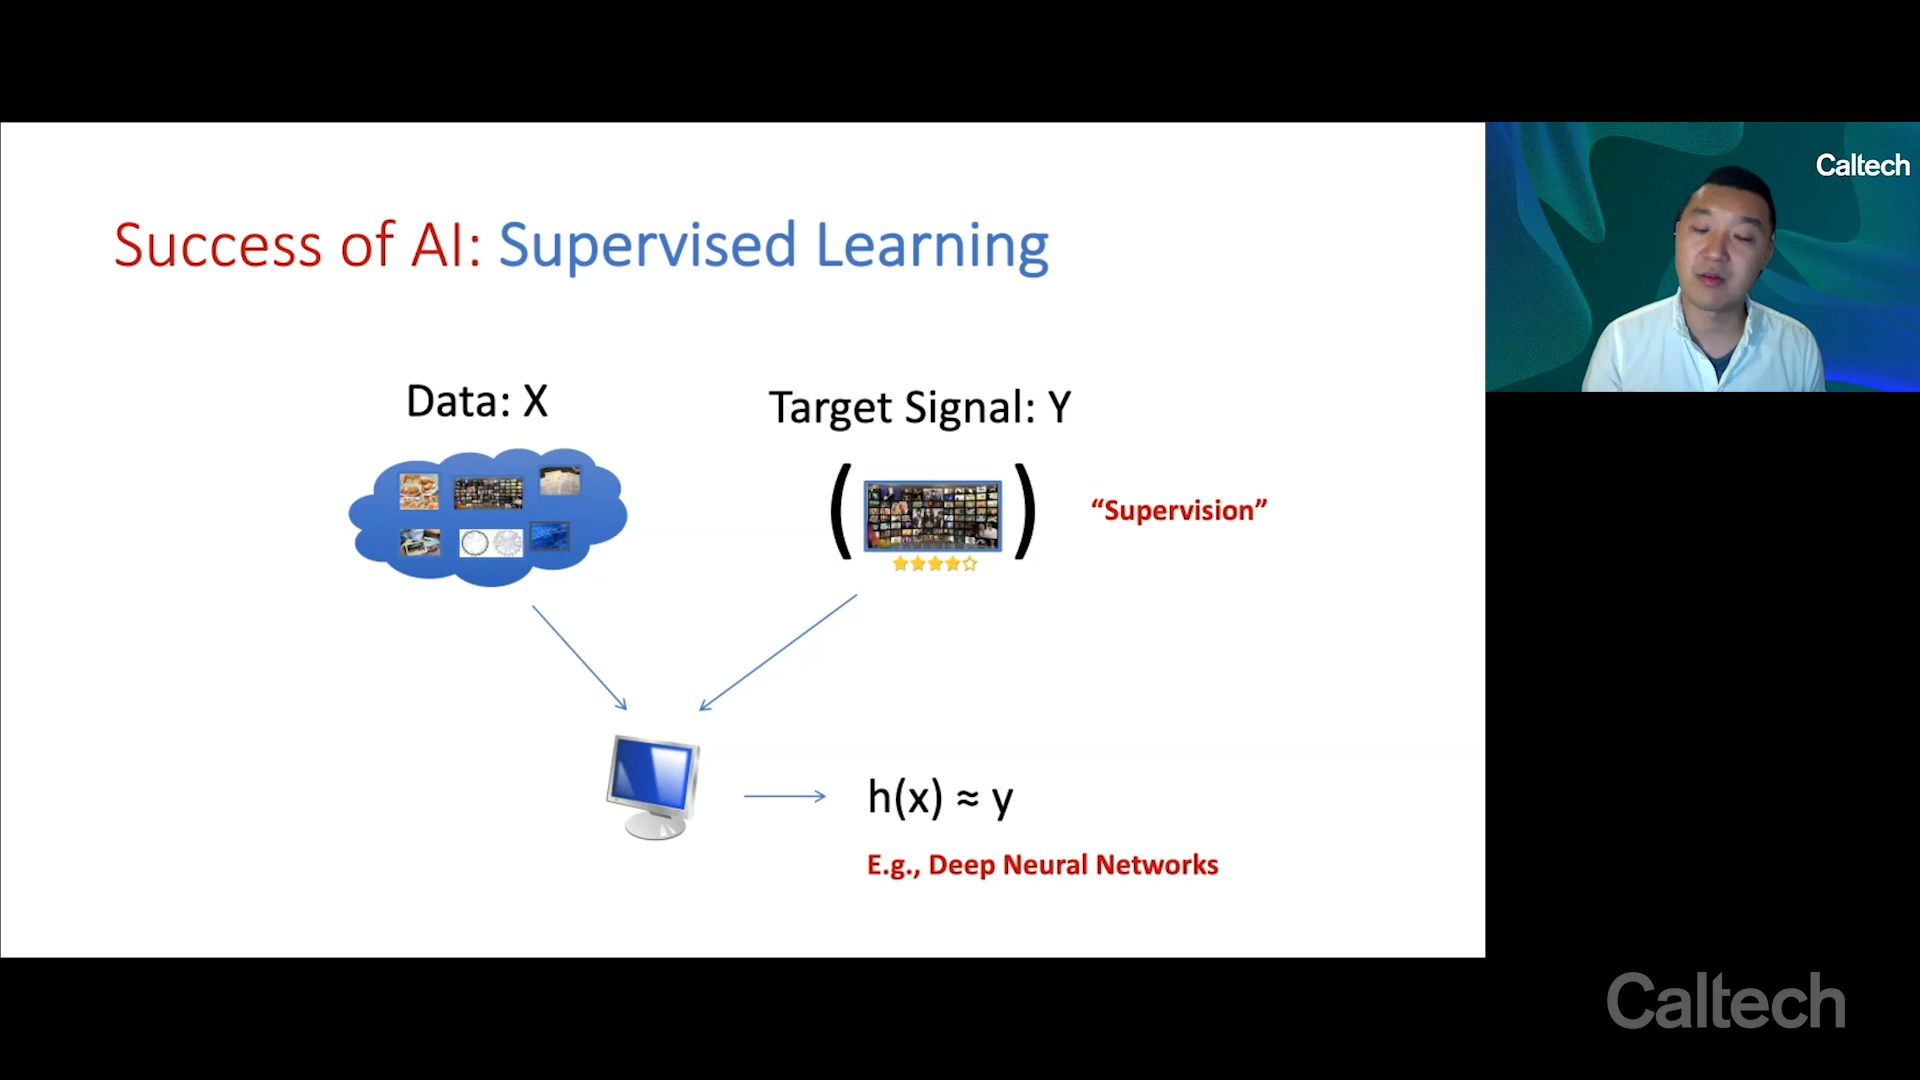 Success of AI: Supervised Learning
Caltech
Data: X
Target Signal: Y
“Supervision”
h(x) ≈ y
E.g., Deep Neural Networks
Caltech